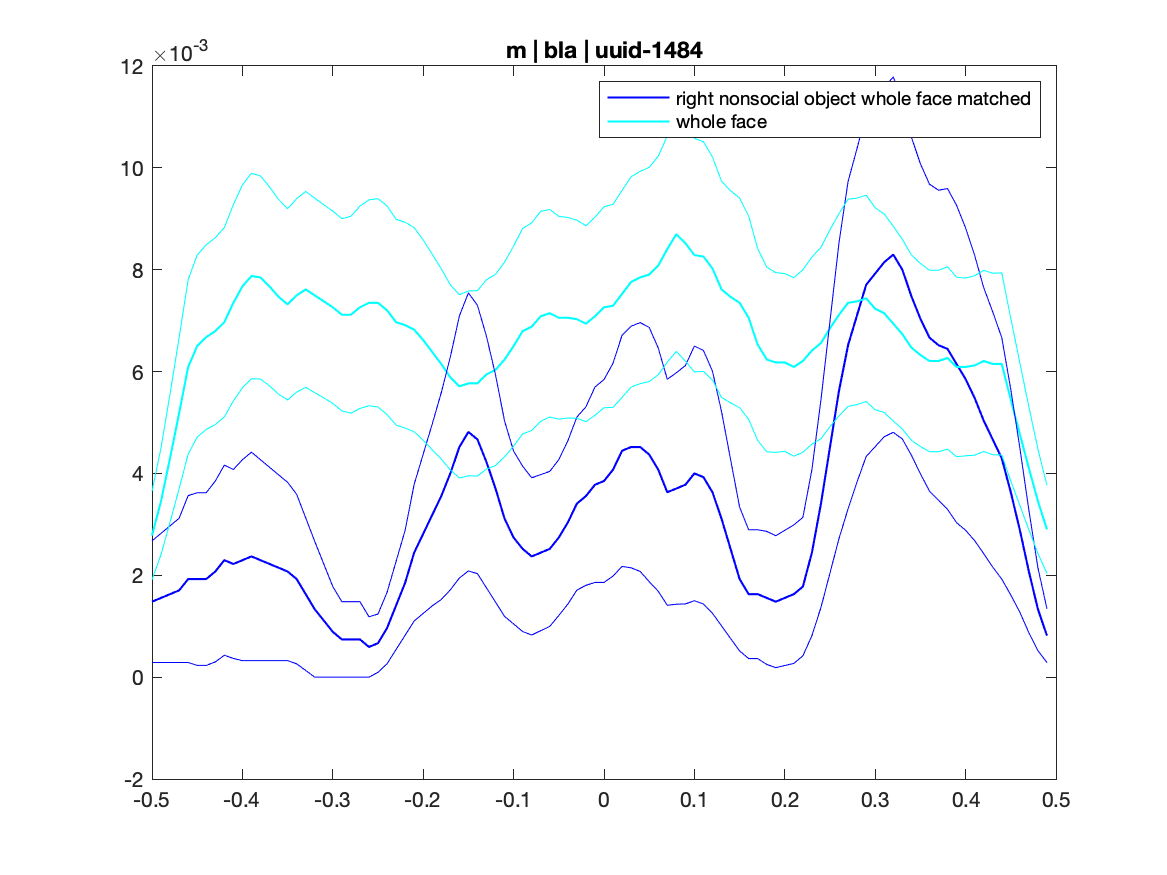 m | bla | uuid-1484
×10-3
right nonsocial object whole face matched
whole face
12
10
8
6
4
2
0
-2
-0.5 -0.4 -0.3 -0.2 -0.1 0 0.1 0.2 0.3 0.4 0.5